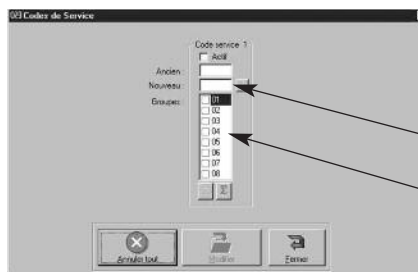 Codes de Service
Code service 1
Actif
Ancien :
Nouveau :
Groupes :
01
02
03
04
05
06
07
08
Annuler tout
Modifier
Fermer